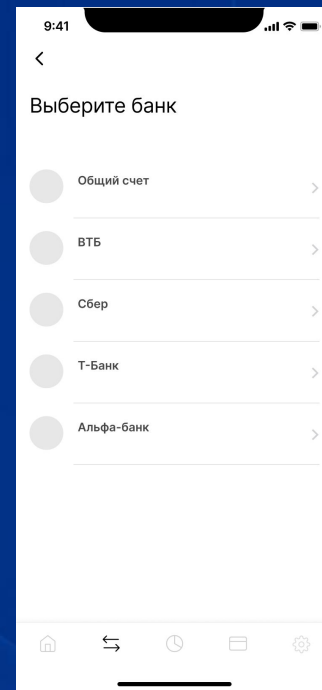 9:41
Выберите банк
Общий счет
ВТБ
Сбер
Т-Банк
Альфа-банк